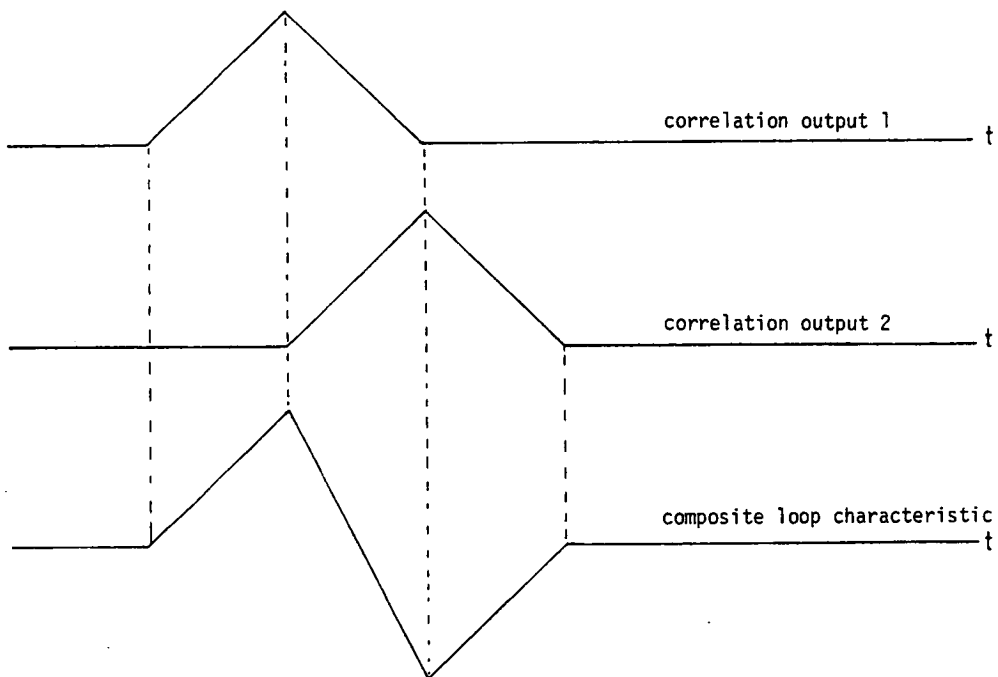 correlation output 1
t
correlation output 2
t
composite loop characteristic
t